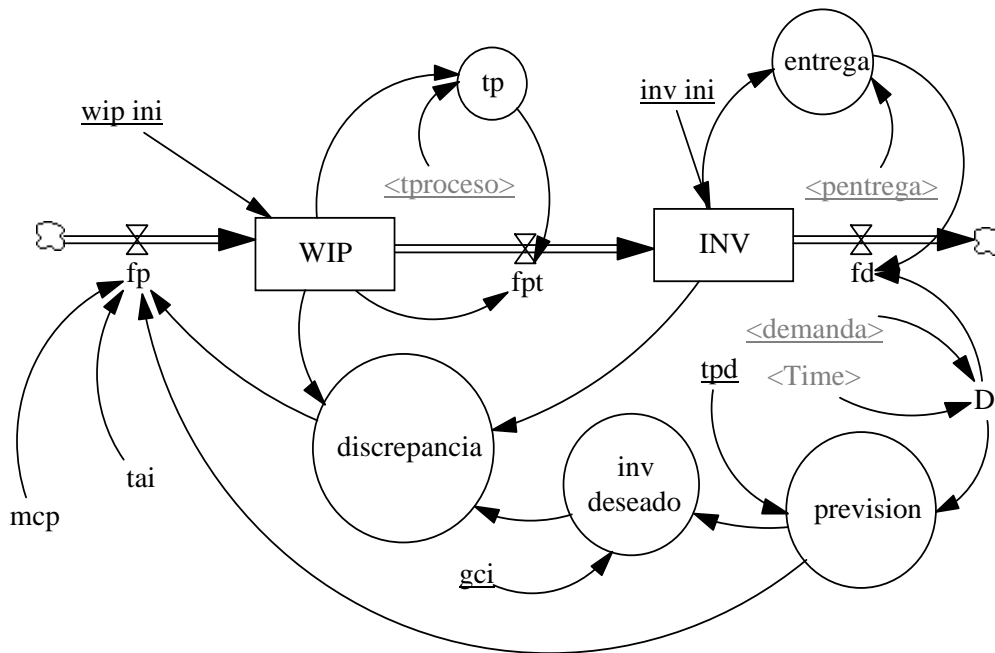 entrega
tp
wip ini
inv ini
<tproceso>
<pentrega>
WIP
INV
fp
fpt
fd
<demanda>
tpd
<Time>
D
discrepancia
inv
deseado
prevision
tai
mcp
gci